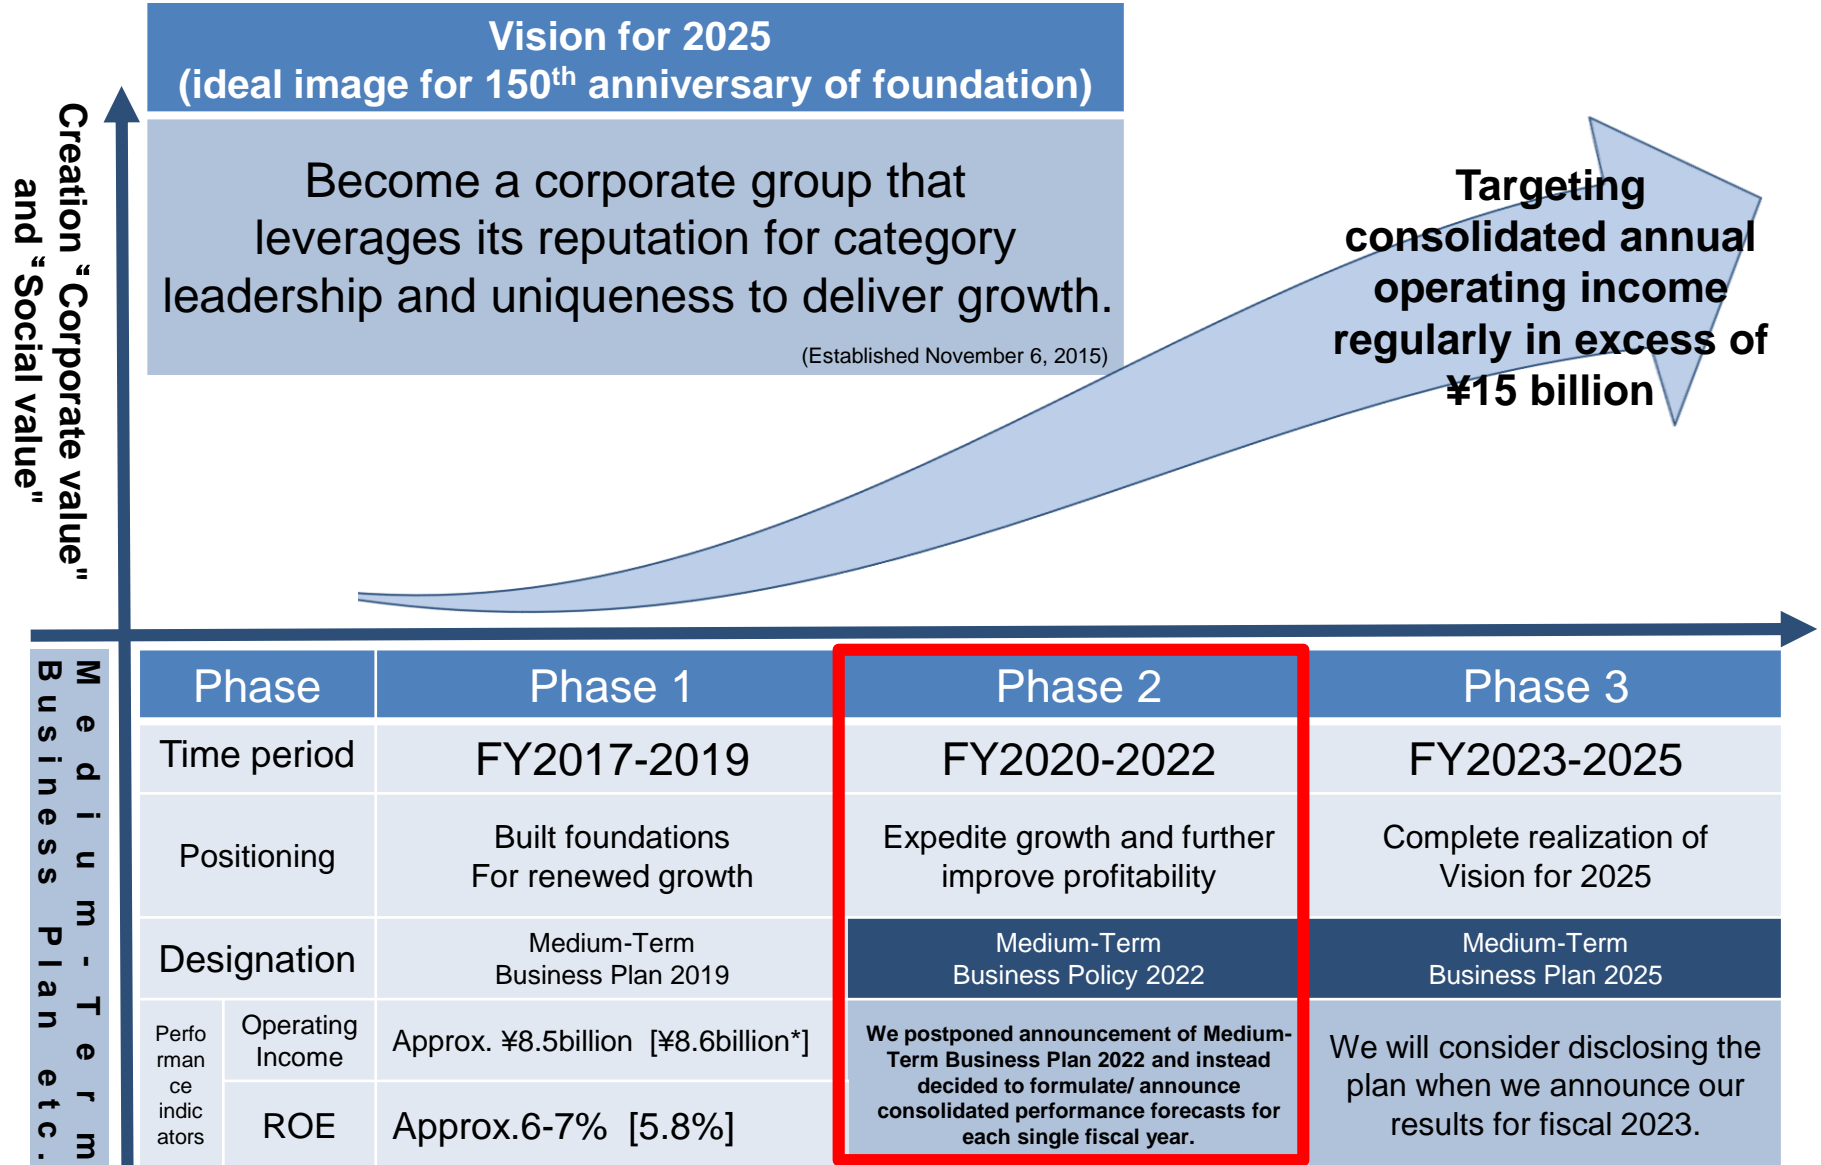 Vision for 2025
(ideal image for 150th anniversary of foundation)
Become a corporate group that
leverages its reputation for category
leadership and uniqueness to deliver growth.
(Established November 6, 2015)
Creation “Corporate value"
and “Social value"
Targeting
consolidated annual
operating income
regularly in excess of
¥15 billion
Medium-Term
Business Plan etc.
Phase
Phase 1
Phase 2
Phase 3
Time period
FY2017-2019
FY2020-2022
FY2023-2025
Positioning
Built foundations
For renewed growth
Expedite growth and further
improve profitability
Complete realization of
Vision for 2025
Designation
Medium-Term
Business Plan 2019
Medium-Term
Business Policy 2022
Medium-Term
Business Plan 2025
Perfo
rman
ce
indic
ators
Operating
Income
Approx. ¥8.5billion [¥8.6billion*]
ROE
Approx.6-7% [5.8%]
We postponed announcement of Medium-
Term Business Plan 2022 and instead
decided to formulate/ announce
consolidated performance forecasts for
each single fiscal year.
We will consider disclosing the
plan when we announce our
results for fiscal 2023.